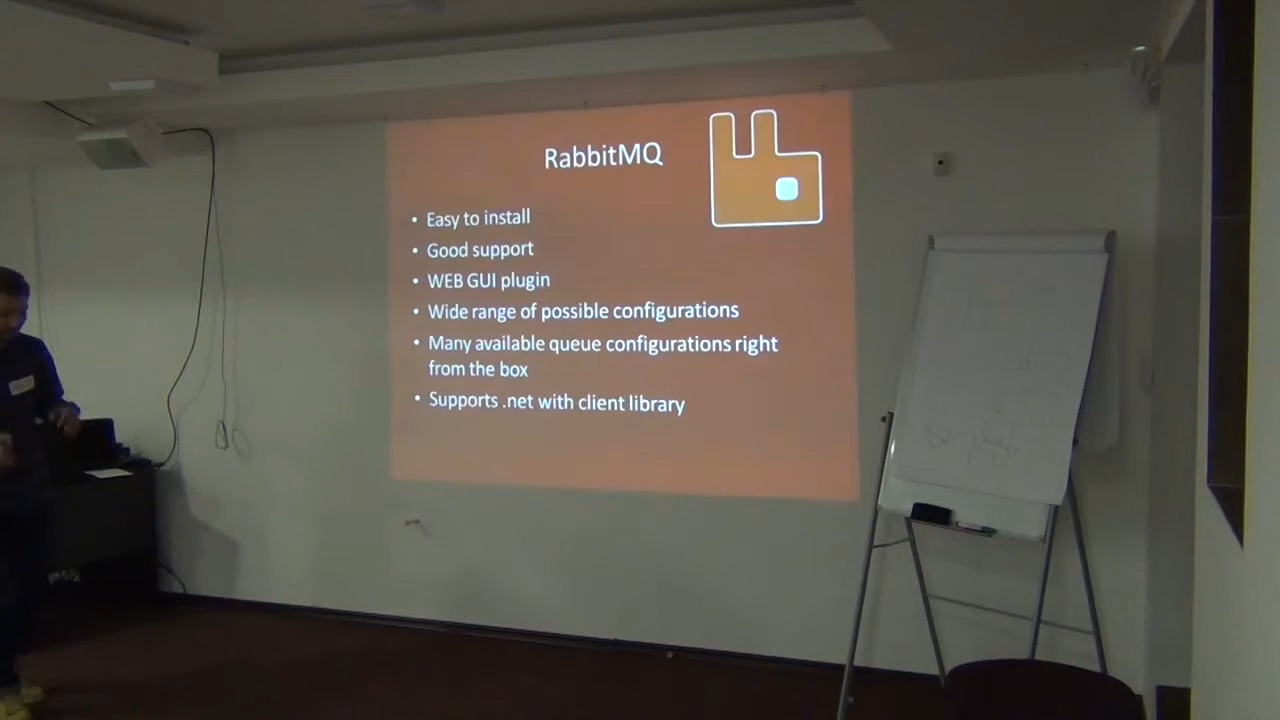 RabbitMQ
• Easy to install
• Good support
• WEB GUI plugin
• Wide range of possible configurations
• Many available queue configurations right
from the box
• Supports .net with client library